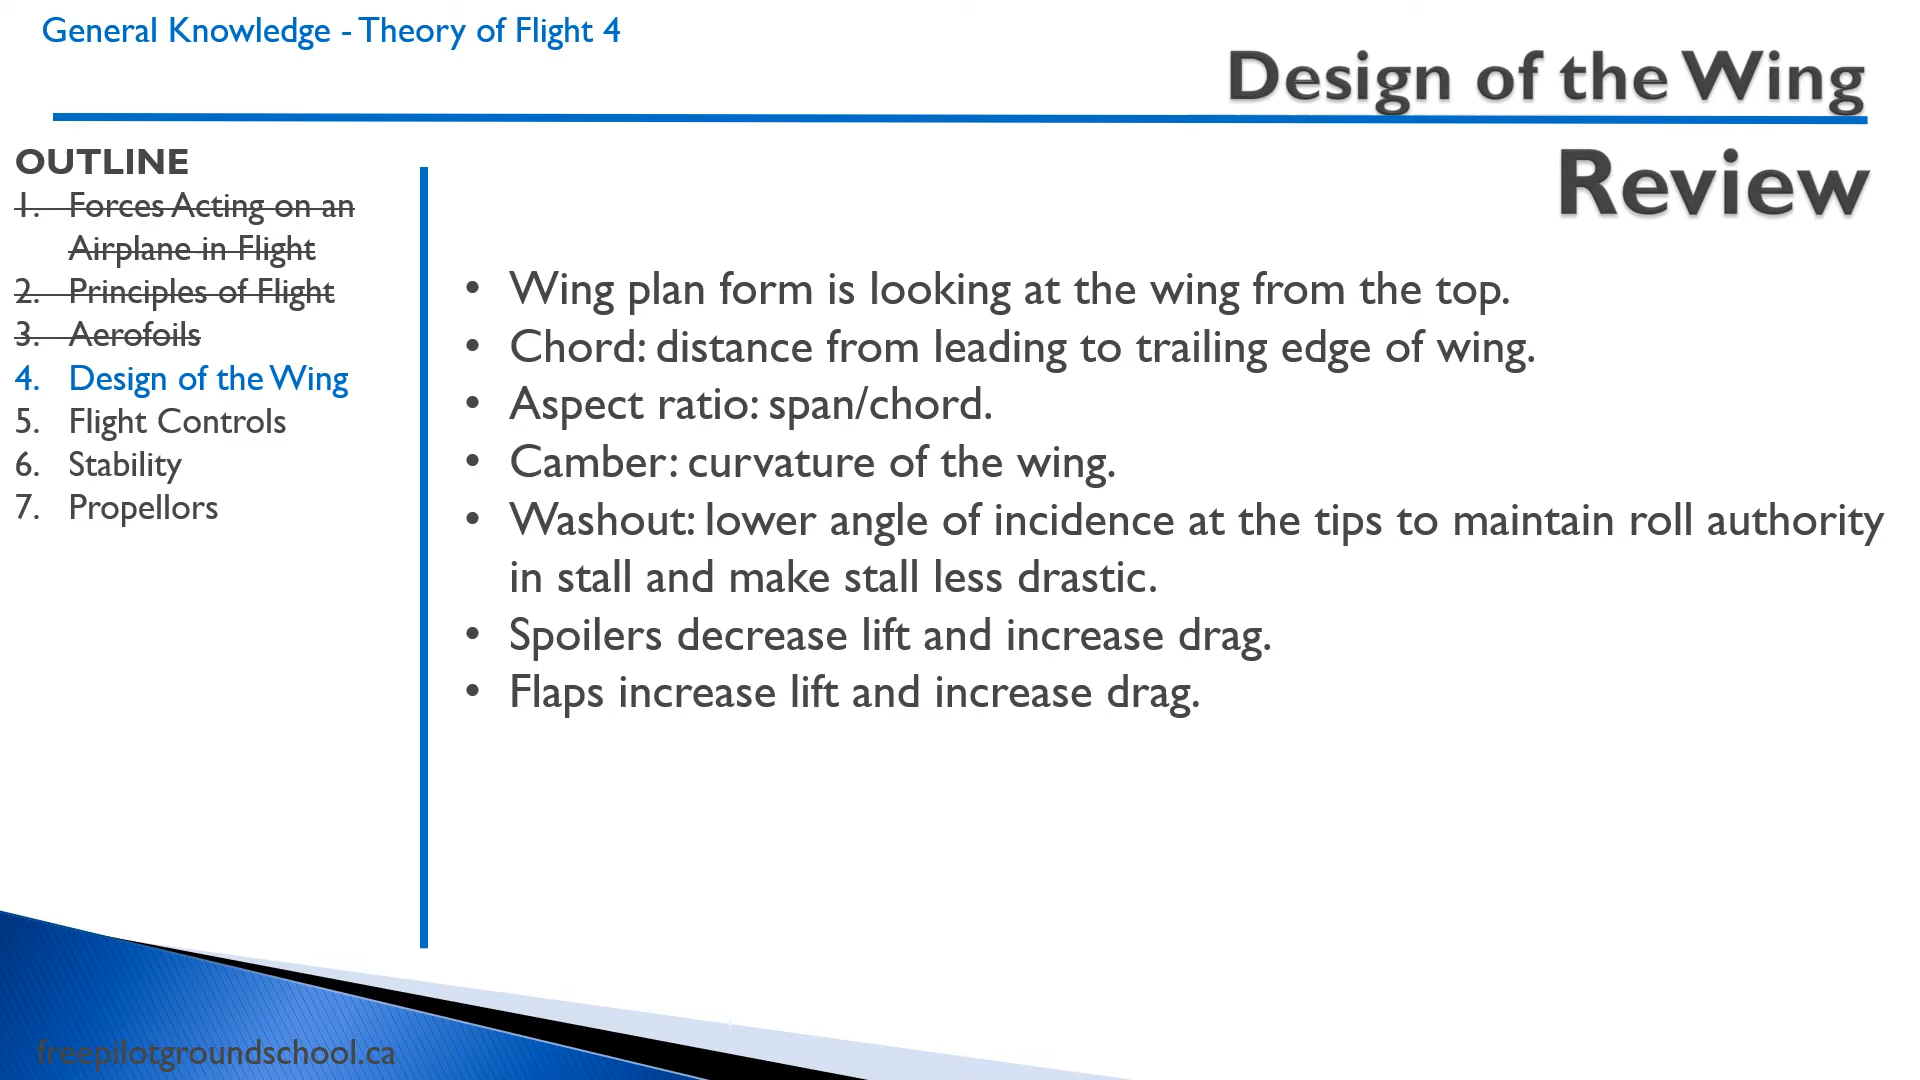 General Knowledge - Theory of Flight 4
Design of the Wing
Review
OUTLINE
1. Forces Acting on an
Airplane in Flight
2. Principles of Flight
3. Aerofoils
4. Design of the Wing
5. Flight Controls
6. Stability
7. Propellors
• Wing plan form is looking at the wing from the top.
• Chord: distance from leading to trailing edge of wing.
• Aspect ratio: span/chord.
• Camber: curvature of the wing.
• Washout: lower angle of incidence at the tips to maintain roll authority
in stall and make stall less drastic.
• Spoilers decrease lift and increase drag.
• Flaps increase lift and increase drag.
freepilotgroundschool.ca